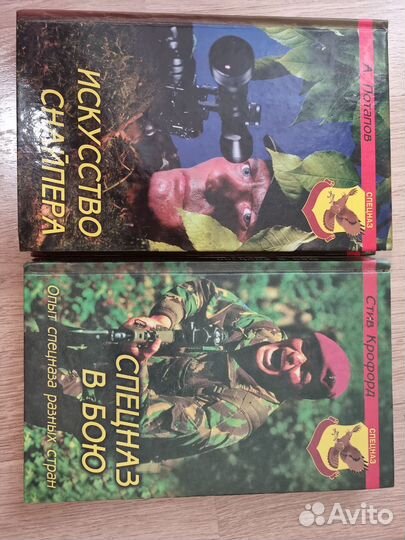 А. Потапов
ИСКУССТВО
СНАЙПЕРА
СПЕЦНАЗ
Стив Крофорд
СПЕЦНАЗ
В БОЮ
Опыт спецназа разных стран
СПЕЦНАЗ
Avito